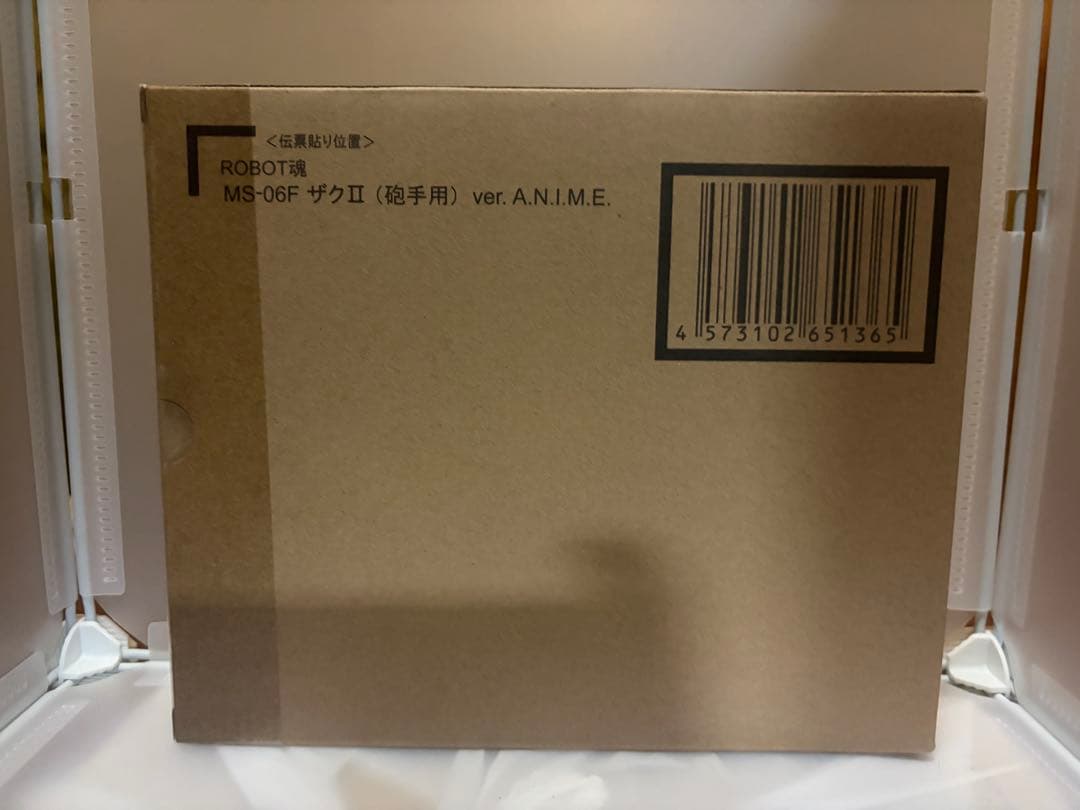 <伝票貼り位置>
ROBOT魂
MS-06F ザクⅡ（砲手用）ver. A.N.I.M.E.
4 573102 651365